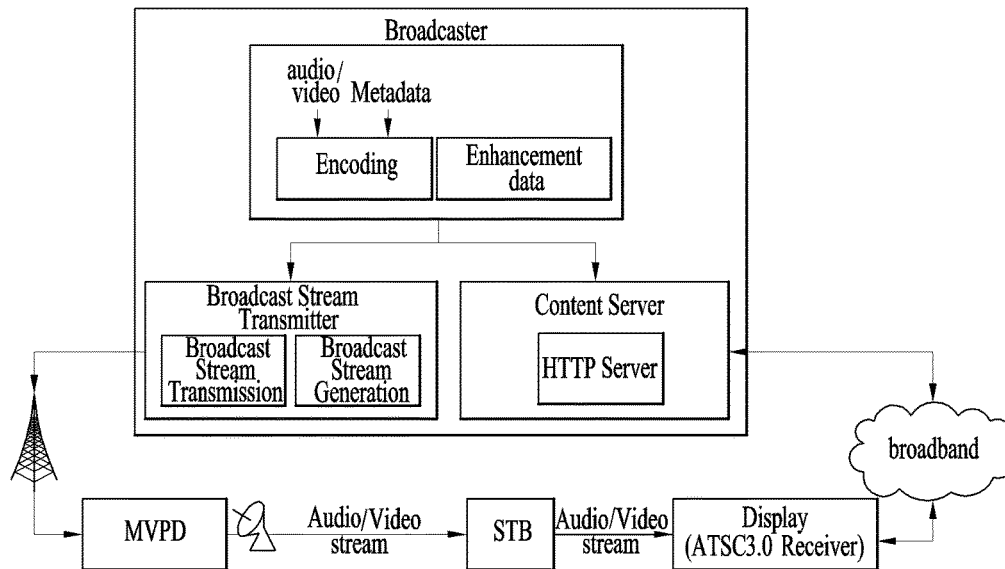 Broadcaster
audio/
video Metadata
Encoding
Enhancement
data
Broadcast Stream
Transmitter
Broadcast
Stream
Transmission
Broadcast
Stream
Generation
Content Server
HTTP Server
broadband
MVPD
Audio/Video
stream
STB
Audio/Video
stream
Display
(ATSC3.0 Receiver)